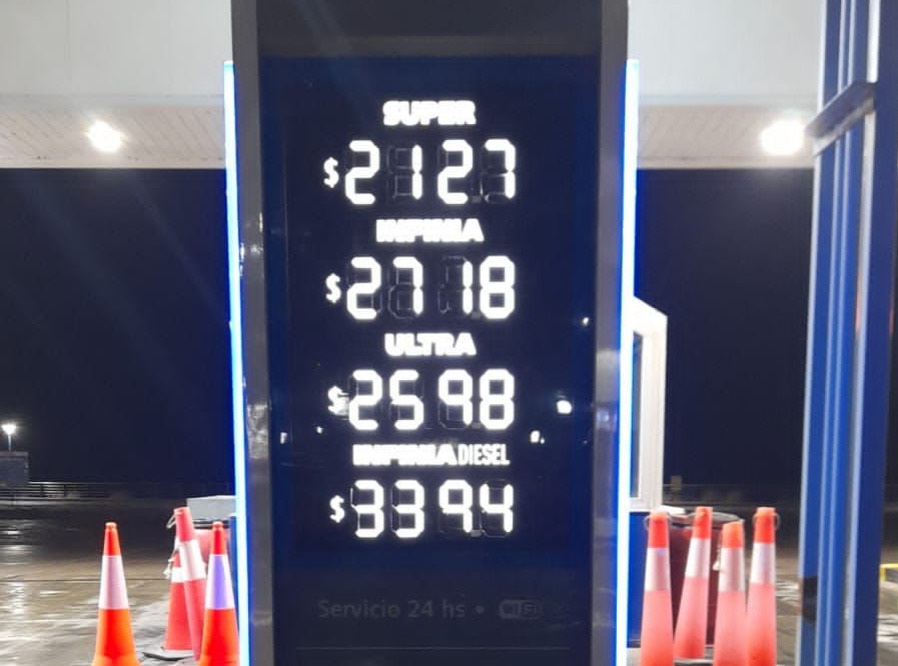 SUPER
$2127
INFINIA
$2718
ULTRA
$2598
INFINIA DIESEL
$3394
Servicio 24 hs •